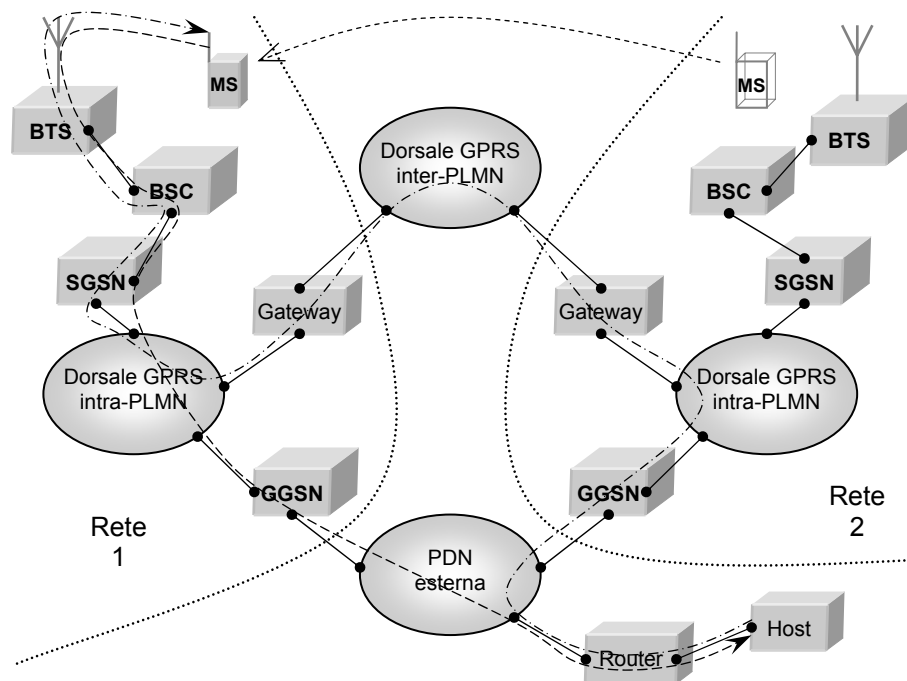 MS
MS
BTS
BTS
Dorsale GPRS
inter-PLMN
BSC
BSC
SGSN
SGSN
Gateway
Gateway
Dorsale GPRS
intra-PLMN
Dorsale GPRS
intra-PLMN
GGSN
GGSN
Rete
1
Rete
2
PDN
esterna
Router
Host